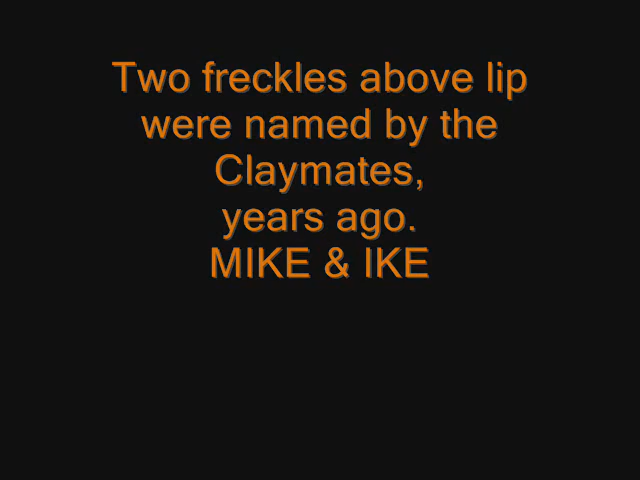 Two freckles above lip
were named by the
Claymates,
years ago.
MIKE & IKE